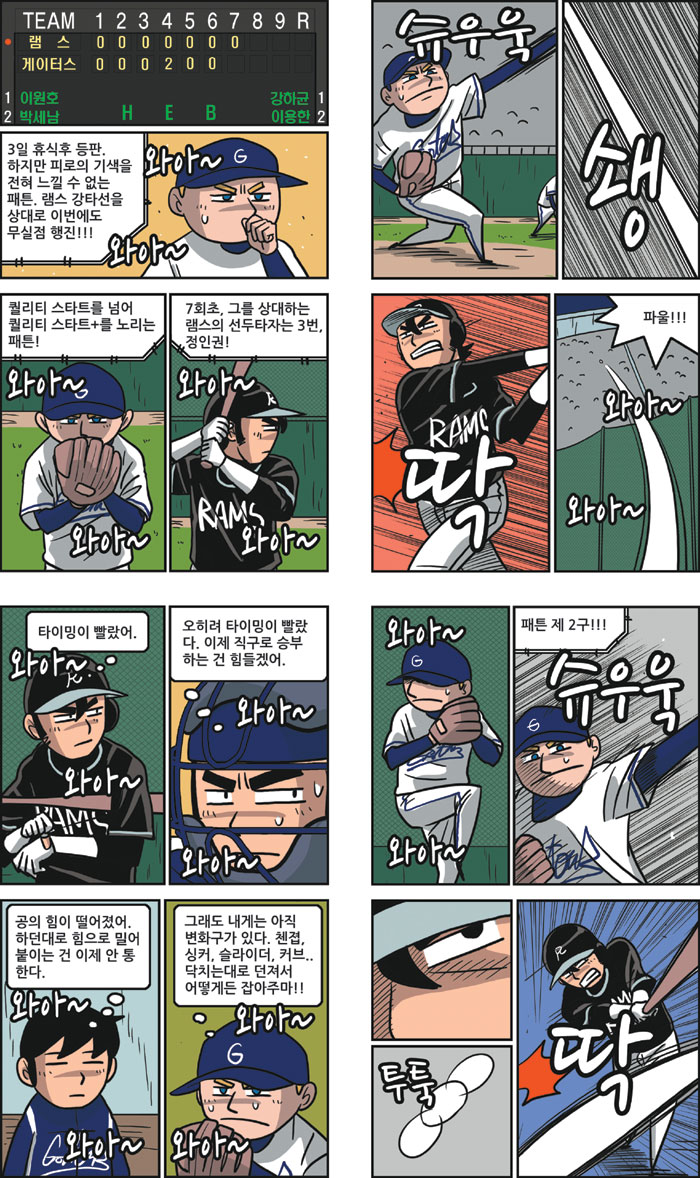 TEAM 1 2 3 4 5 6 7 8 9 R
램 스 0 0 0 0 0 0 0
게이터스 0 0 0 2 0 0
1 이원호 강하균 1
2 박세남 H E B 이용한 2
3일 휴식후 등판.
하지만 피로의 기색을
전혀 느낄 수 없는
패튼. 램스 강타선을
상대로 이번에도
무실점 행진!!!
와아~
G
와아~
퀄리티 스타트를 넘어
퀄리티 스타트+를 노리는
패튼!
와아~
G
와아~
7회초, 그를 상대하는
램스의 선두타자는 3번,
정인권!
와아~
RAMS
와아~
슈우욱
쌩
RAMS
딱
파울!!!
와아~
와아~
타이밍이 빨랐어.
와아~
와아~
RAMS
오히려 타이밍이 빨랐
다. 이제 직구로 승부
하는 건 힘들겠어.
와아~
와아~
공의 힘이 떨어졌어.
하던대로 힘으로 밀어
붙이는 건 이제 안 통
한다.
와아~
와아~
그래도 내게는 아직
변화구가 있다. 첸졉,
싱커, 슬라이더, 커브..
닥치는대로 던져서
어떻게든 잡아주마!!
와아~
G
와아~
와아~
G
와아~
패튼 제 2구!!!
슈우욱
G
투툭
딱